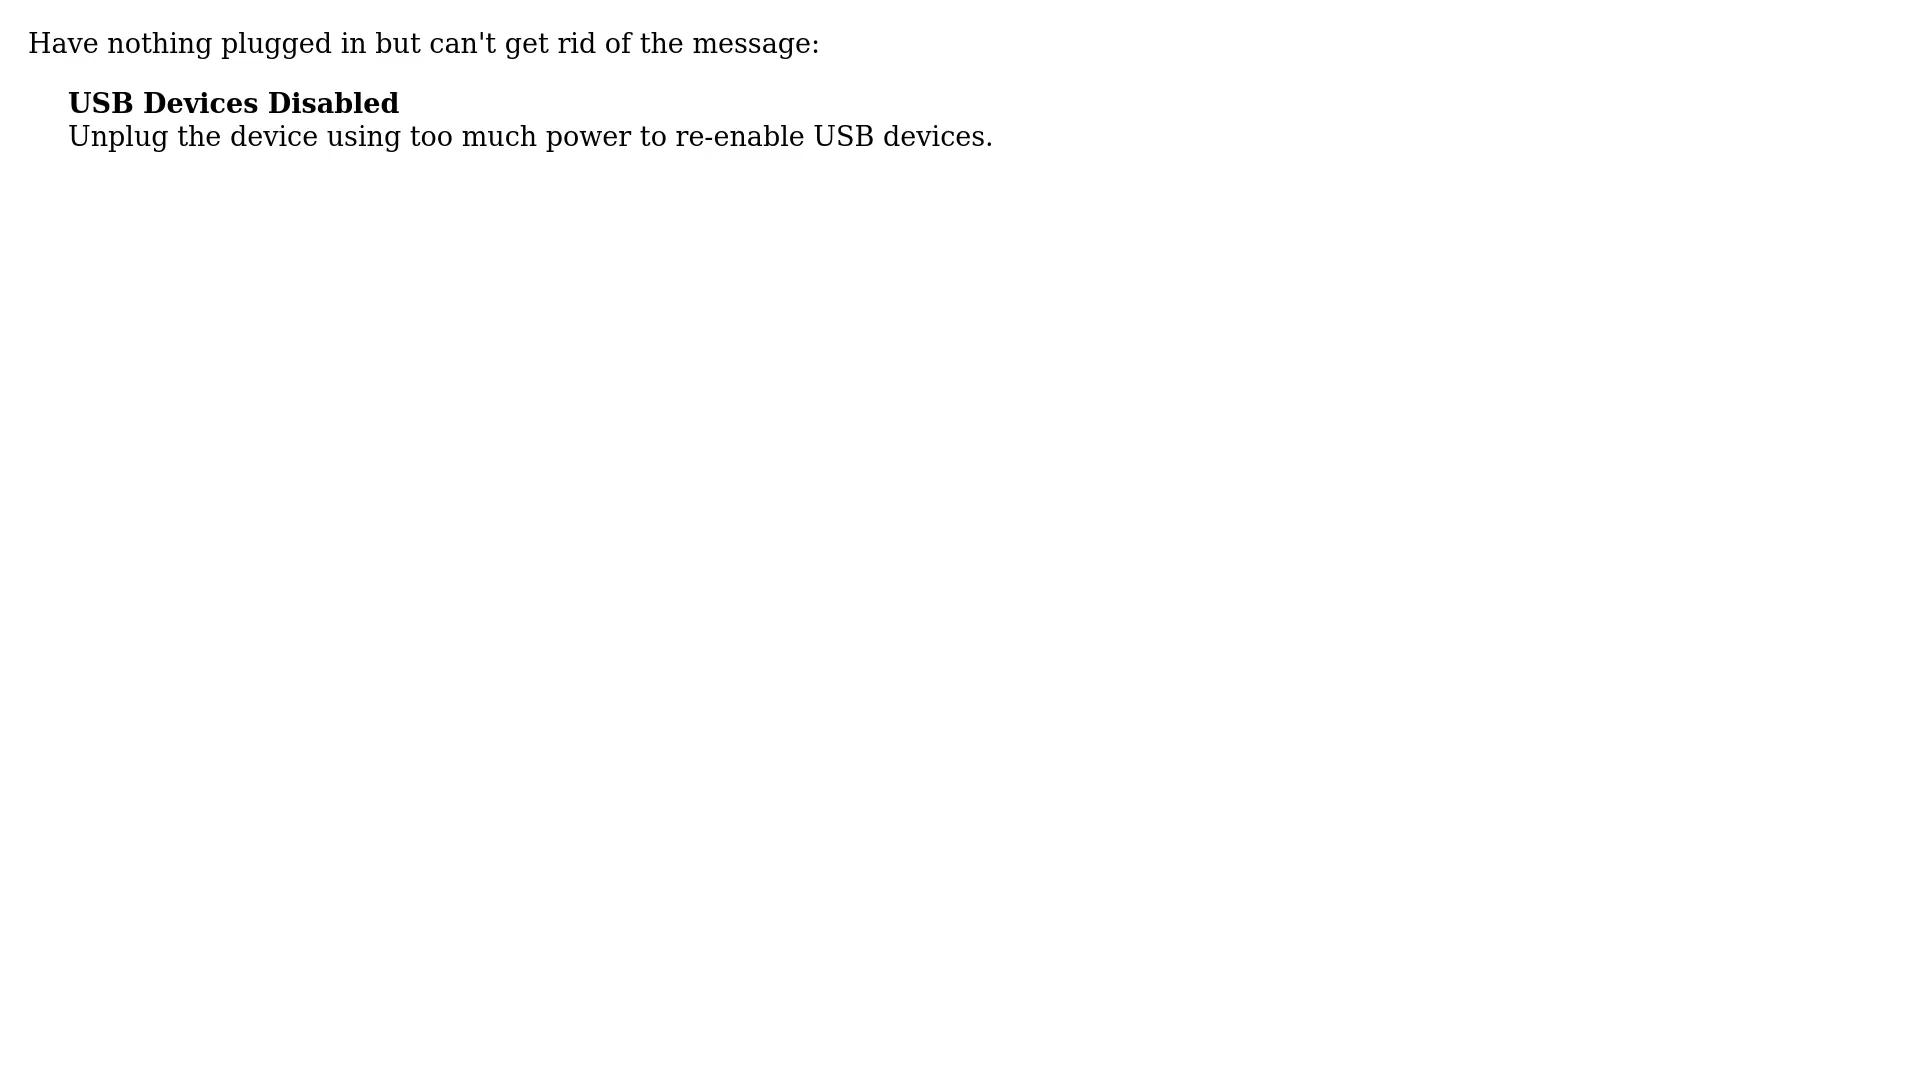 Have nothing plugged in but can't get rid of the message:
USB Devices Disabled
Unplug the device using too much power to re-enable USB devices.